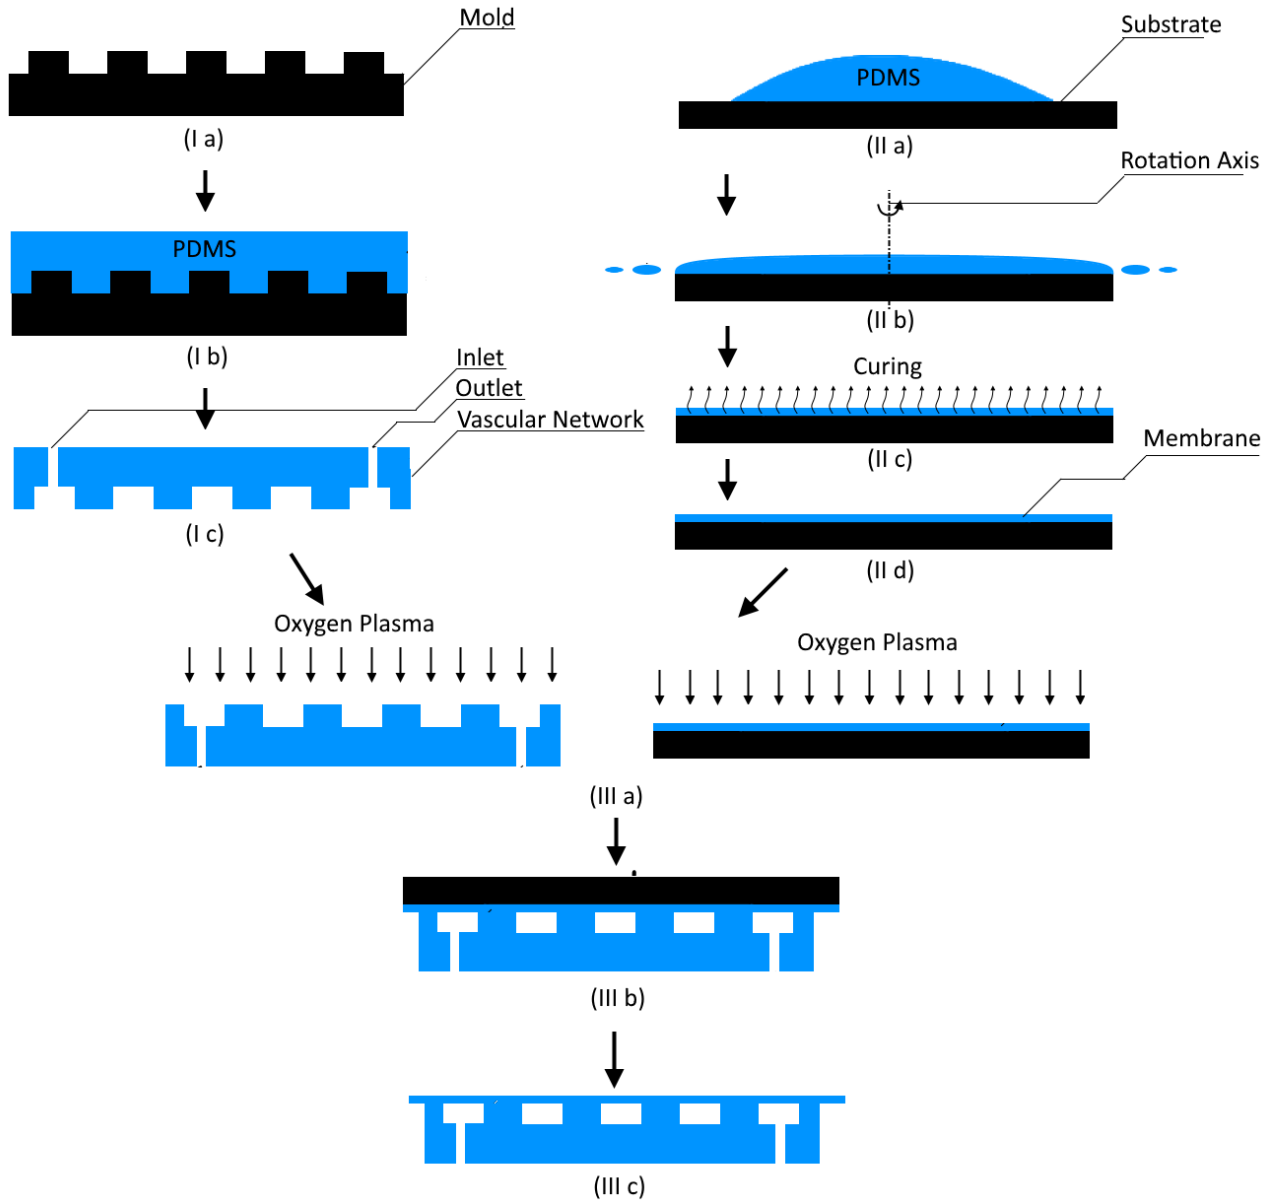 Mold
(I a)
PDMS
(I b)
Inlet
Outlet
Vascular Network
(I c)
Substrate
PDMS
(II a)
Rotation Axis
(II b)
Curing
(II c)
Membrane
(II d)
Oxygen Plasma
Oxygen Plasma
(III a)
(III b)
(III c)